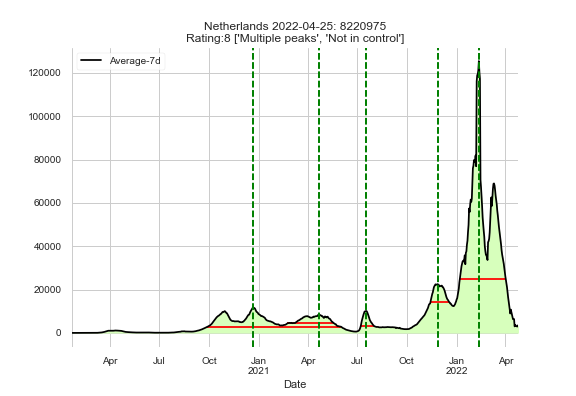 Netherlands 2022-04-25: 8220975
Rating:8 ['Multiple peaks', 'Not in control']
Average-7d
120000
100000
80000
60000
40000
20000
0
Apr Jul Oct Jan Apr Jul Oct Jan Apr
2021 2022
Date